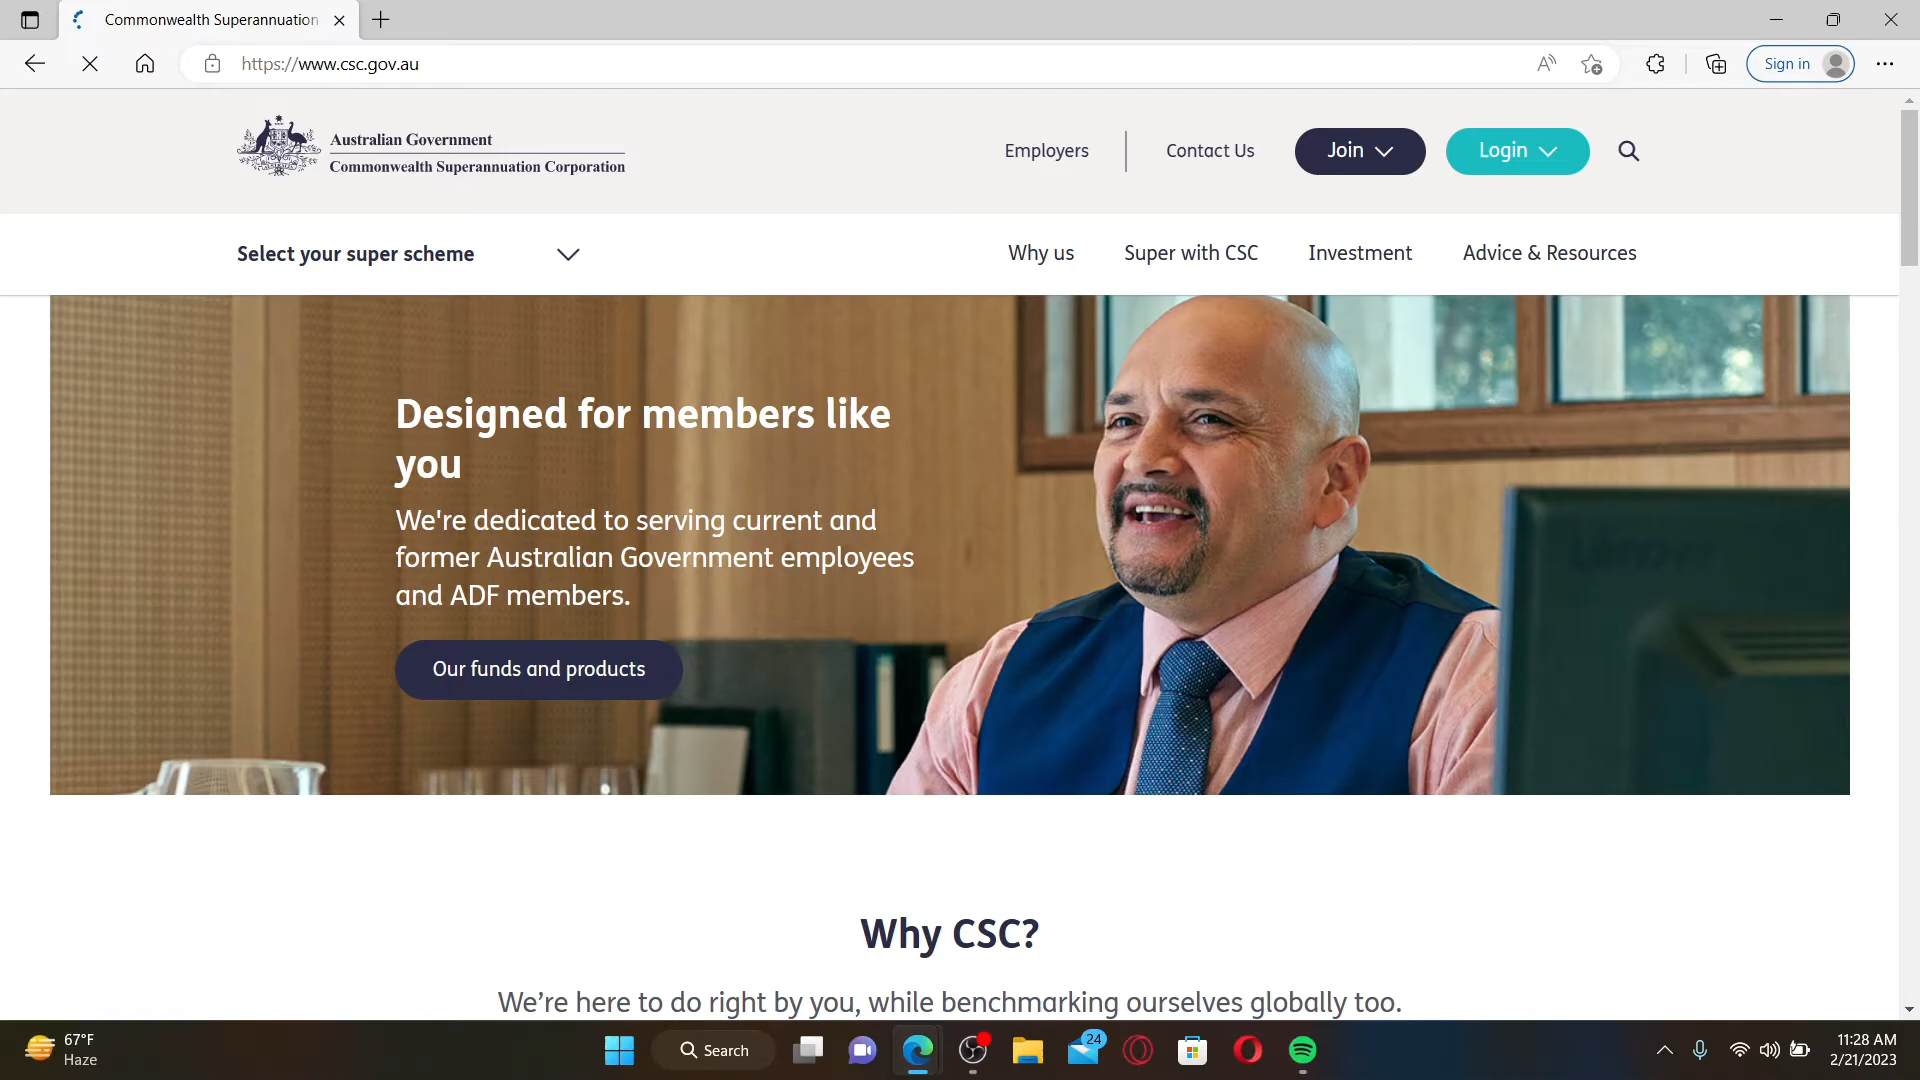 Commonwealth Superannuation
https://www.csc.gov.au
Sign in
Australian Government
Commonwealth Superannuation Corporation
Employers
Contact Us
Join
Login
Select your super scheme
Why us
Super with CSC
Investment
Advice & Resources
Designed for members like
you
We're dedicated to serving current and
former Australian Government employees
and ADF members.
Our funds and products
Why CSC?
We’re here to do right by you, while benchmarking ourselves globally too.
67°F
Haze
Search
24
11:28 AM
2/21/2023